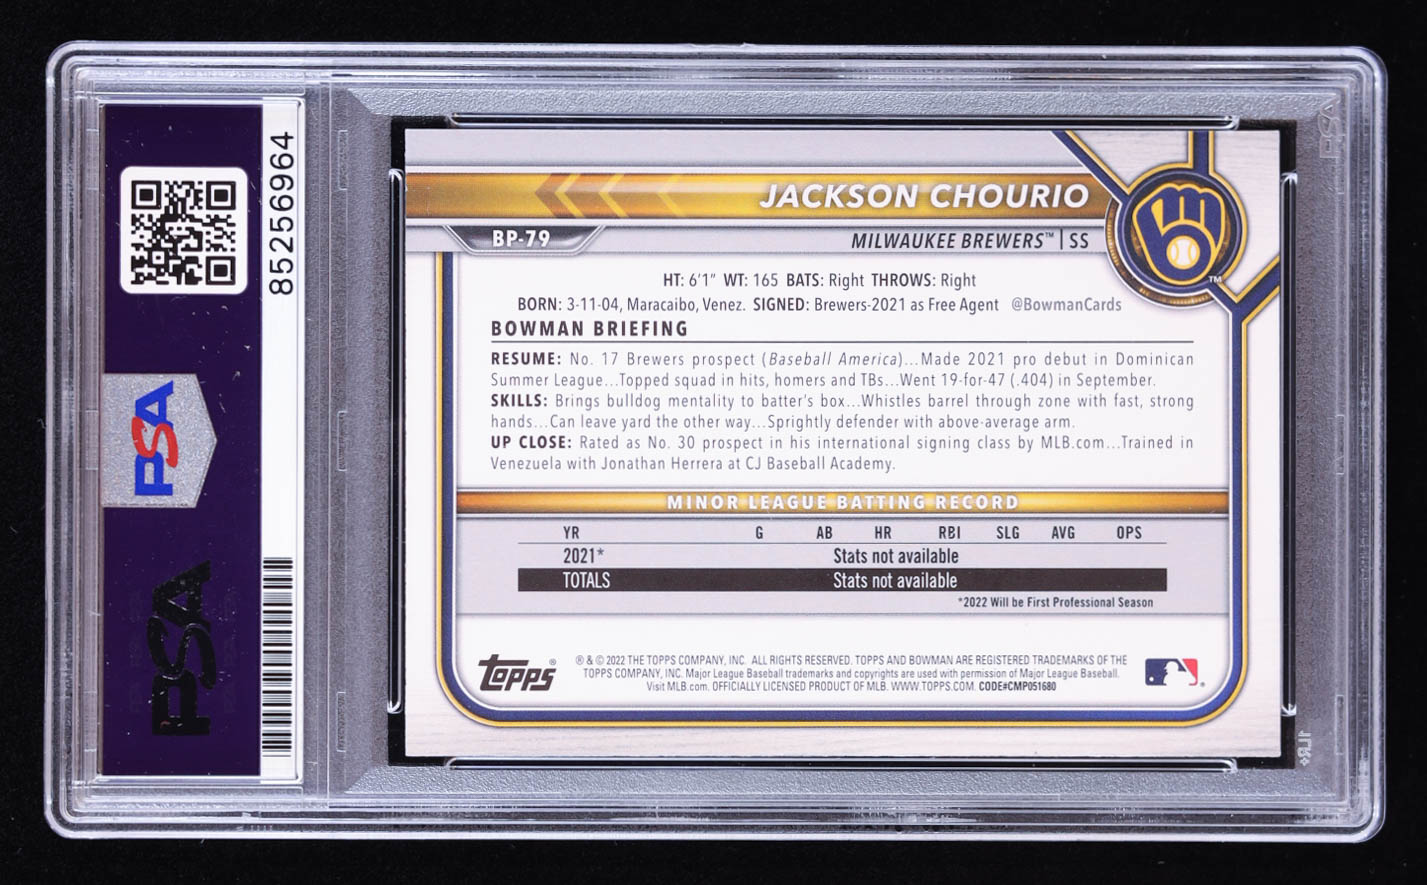 85256964
PSA
PSA
JACKSON CHOURIO
BP-79
MILWAUKEE BREWERS™ | SS
HT: 6'1" WT: 165 BATS: Right THROWS: Right
BORN: 3-11-04, Maracaibo, Venez. SIGNED: Brewers-2021 as Free Agent @BowmanCards
BOWMAN BRIEFING
RESUME: No. 17 Brewers prospect (Baseball America)...Made 2021 pro debut in Dominican
Summer League...Topped squad in hits, homers and TBs...Went 19-for-47 (.404) in September.
SKILLS: Brings bulldog mentality to batter's box...Whistles barrel through zone with fast, strong
hands...Can leave yard the other way...Sprightly defender with above-average arm.
UP CLOSE: Rated as No. 30 prospect in his international signing class by MLB.com...Trained in
Venezuela with Jonathan Herrera at CJ Baseball Academy.
MINOR LEAGUE BATTING RECORD
YR G AB HR RBI SLG AVG OPS
2021* Stats not available
TOTALS Stats not available
*2022 Will be First Professional Season
Topps®
® & © 2022 THE TOPPS COMPANY, INC. ALL RIGHTS RESERVED. TOPPS AND BOWMAN ARE REGISTERED TRADEMARKS OF THE
TOPPS COMPANY, INC. Major League Baseball trademarks and copyrights are used with permission of Major League Baseball.
Visit MLB.com. OFFICIALLY LICENSED PRODUCT OF MLB. WWW.TOPPS.COM. CODE#CMP051680